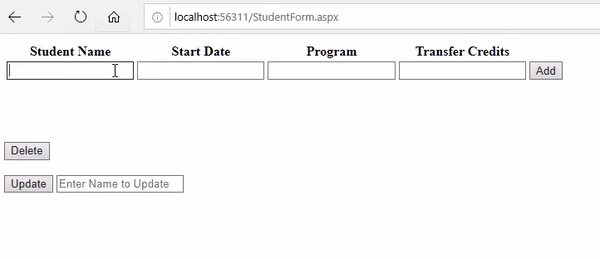 localhost:56311/StudentForm.aspx
Student Name Start Date Program Transfer Credits
Add
Delete
Update Enter Name to Update